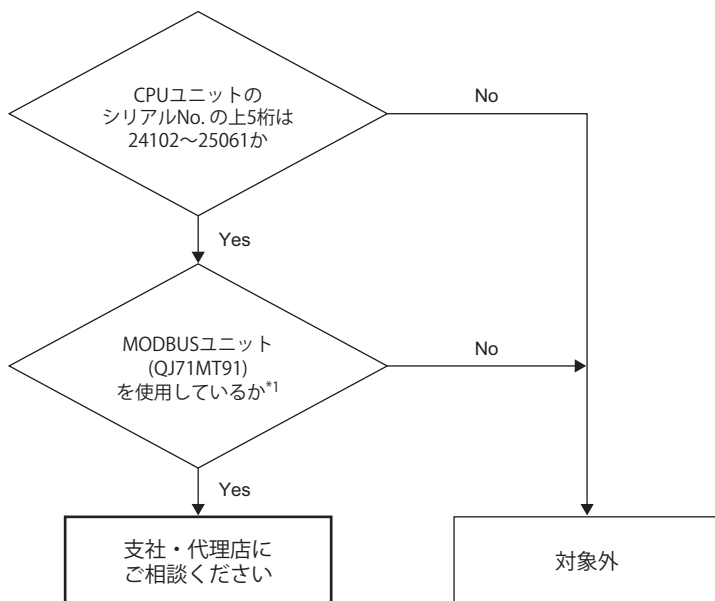 CPUユニットの
シリアルNo. の上5桁は
24102～25061か
No
Yes
MODBUSユニット
(QJ71MT91)
を使用しているか*1
No
Yes
支社・代理店に
ご相談ください
対象外